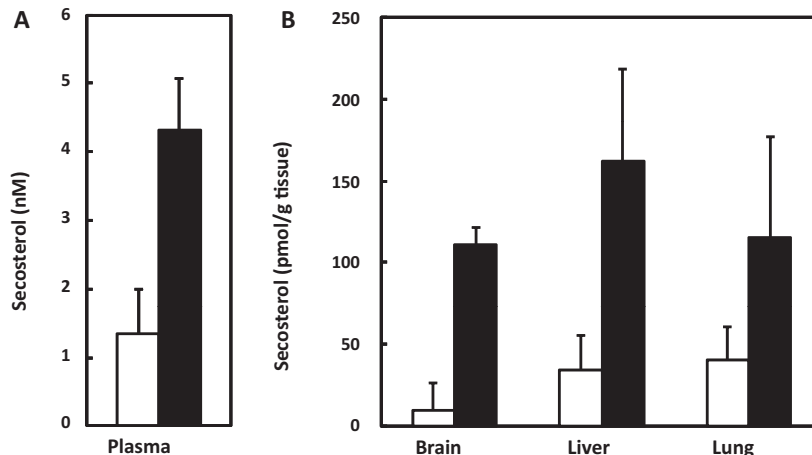 A
6
5
4
3
2
1
0
Secosterol (nM)
Plasma
B
250
200
150
100
50
0
Secosterol (pmol/g tissue)
Brain Liver Lung